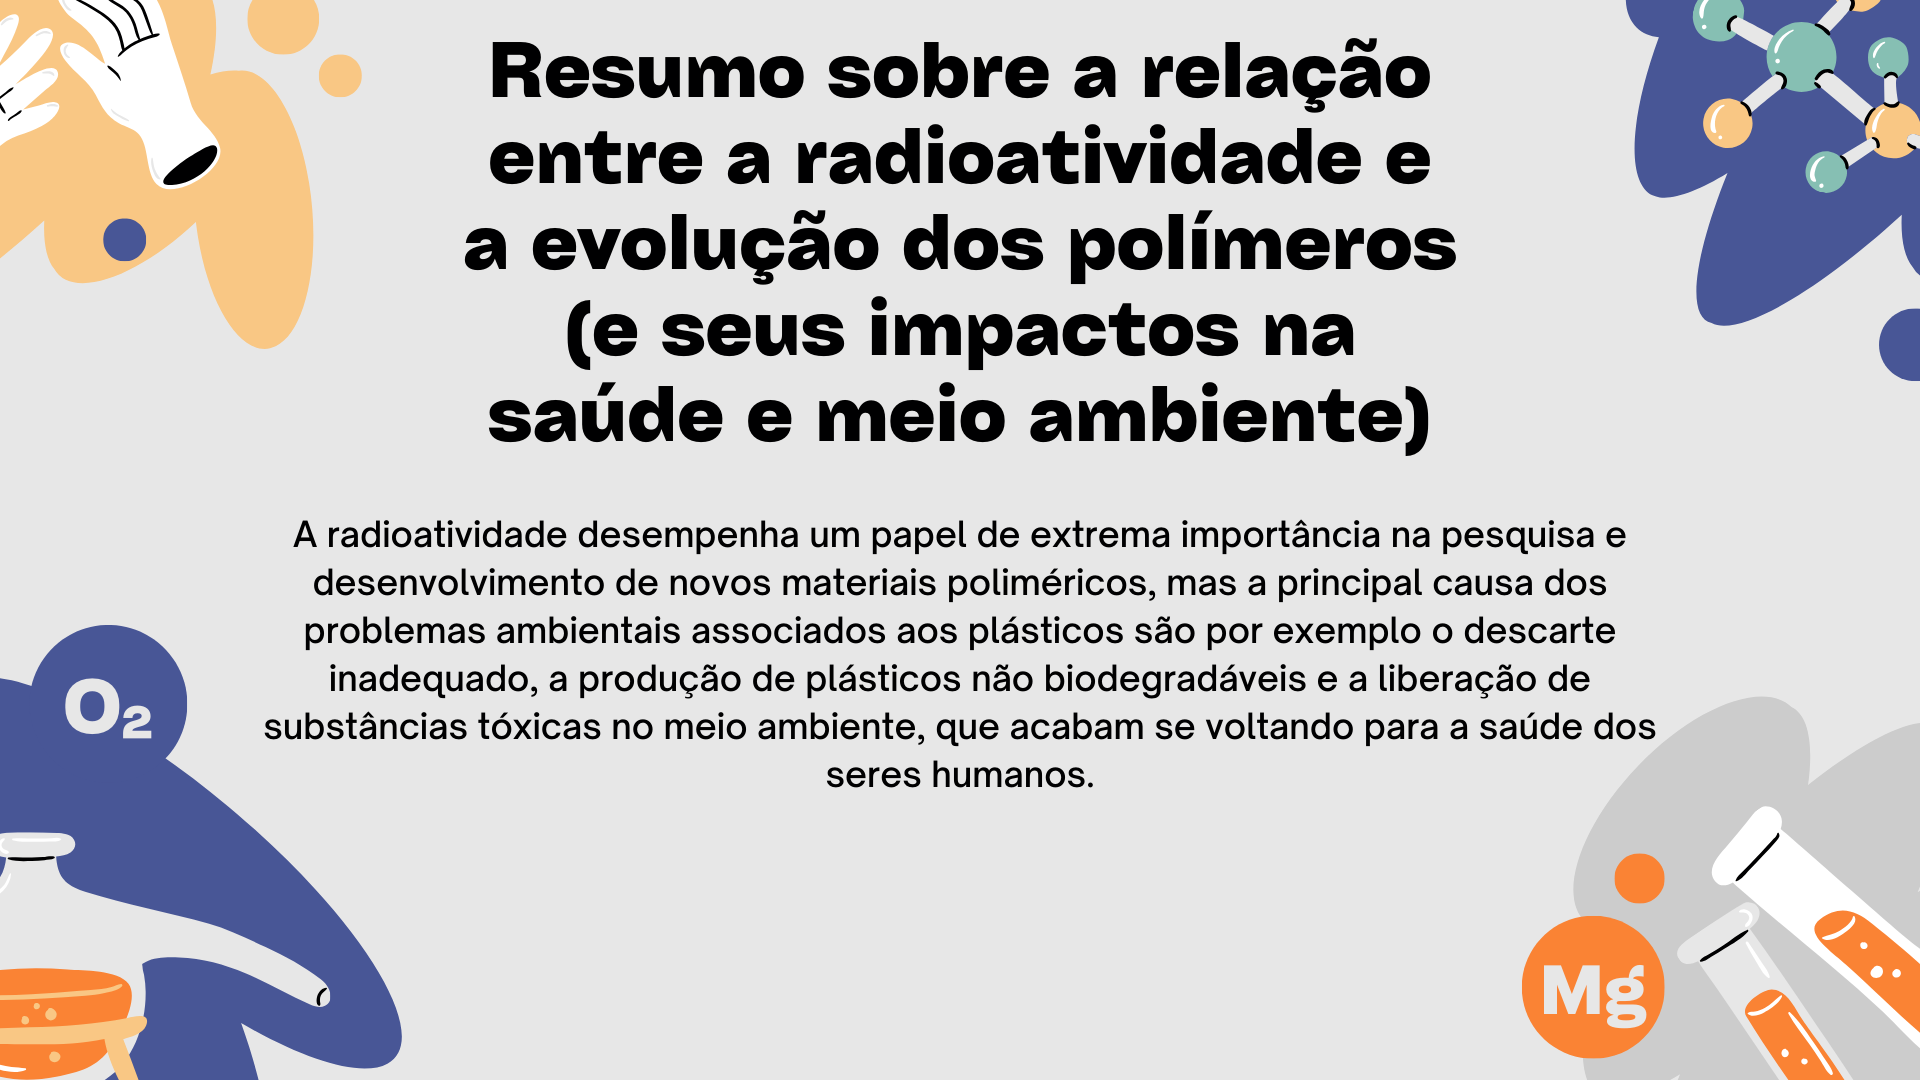 Resumo sobre a relação
entre a radioatividade e
a evolução dos polímeros
(e seus impactos na
saúde e meio ambiente)
A radioatividade desempenha um papel de extrema importância na pesquisa e
desenvolvimento de novos materiais poliméricos, mas a principal causa dos
problemas ambientais associados aos plásticos são por exemplo o descarte
inadequado, a produção de plásticos não biodegradáveis e a liberação de
substâncias tóxicas no meio ambiente, que acabam se voltando para a saúde dos
seres humanos.
O₂
Mg